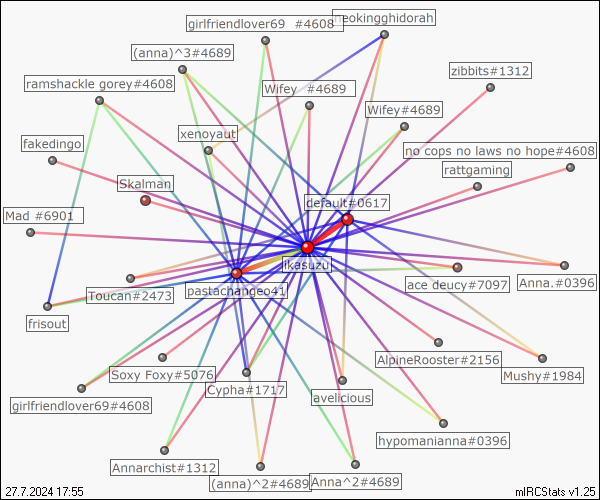 girlfriendlover69 #4608
neokingghidorah
(anna)^3#4689
zibbits#1312
ramshackle gorey#4608
Wifey #4689
Wifey#4689
xenoyaut
fakedingo
no cops no laws no hope#4608
rattgaming
Skalman
default#0617
Mad #6901
jikasuzu
pastachangeo41
ace deucy#7097
Anna.#0396
Toucan#2473
frisout
AlpineRooster#2156
Soxy Foxy#5076
Mushy#1984
Cypha#1717
avelicious
girlfriendlover69#4608
hypomanianna#0396
Annarchist#1312
(anna)^2#4689
Anna^2#4689
27.7.2024 17:55
mIRCStats v1.25